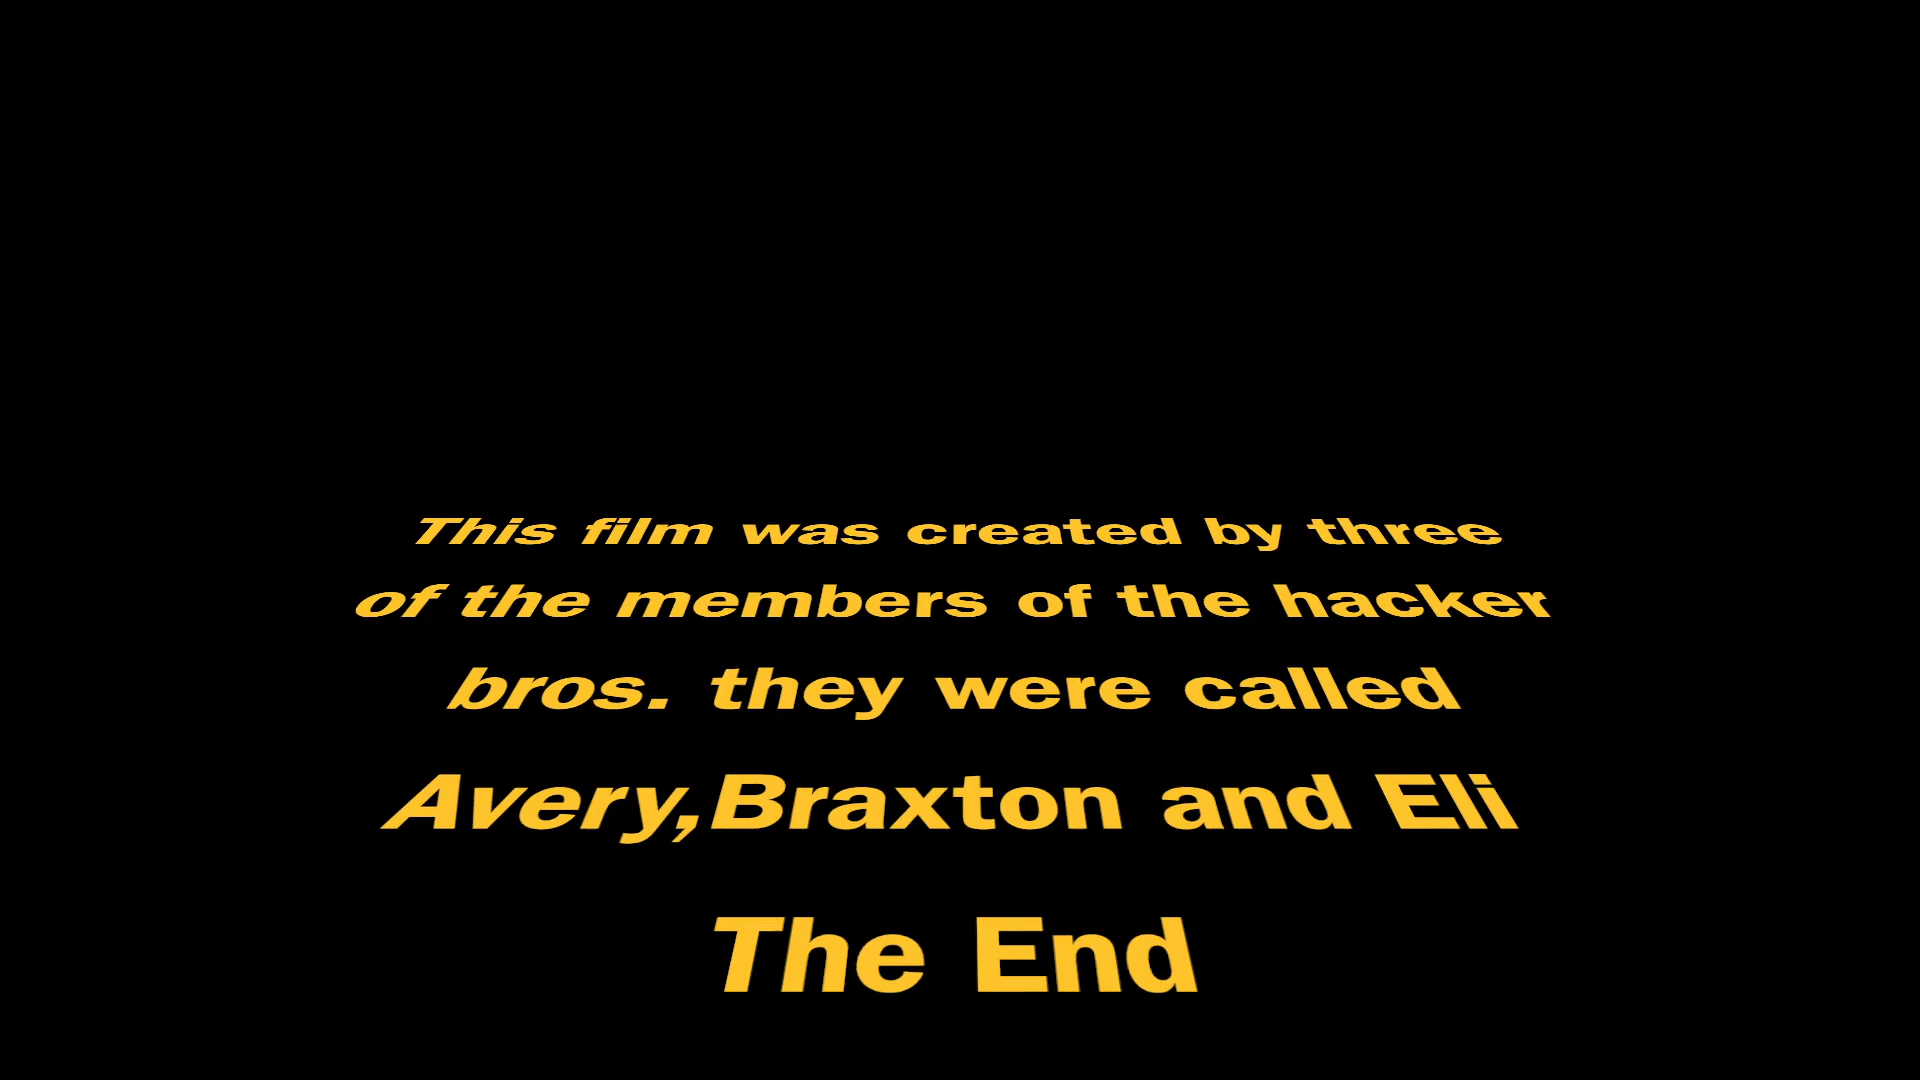 This film was created by three
of the members of the hacker
bros. they were called
Avery,Braxton and Eli
The End